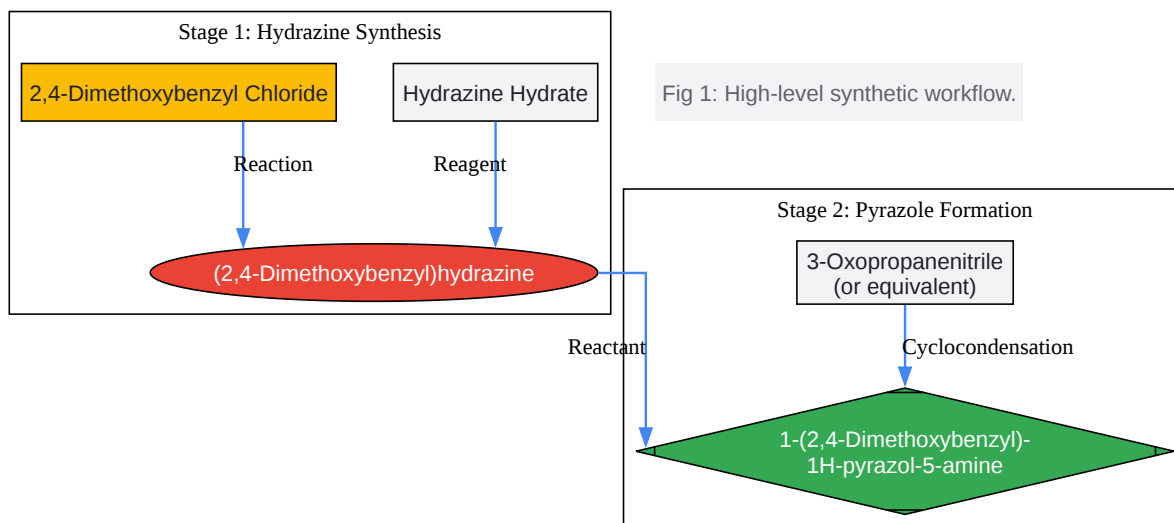 Stage 1: Hydrazine Synthesis
2,4-Dimethoxybenzyl Chloride
Hydrazine Hydrate
Fig 1: High-level synthetic workflow.
Reaction
Reagent
(2,4-Dimethoxybenzyl)hydrazine
Stage 2: Pyrazole Formation
3-Oxopropanenitrile
(or equivalent)
Reactant
Cyclocondensation
1-(2,4-Dimethoxybenzyl)-
1H-pyrazol-5-amine